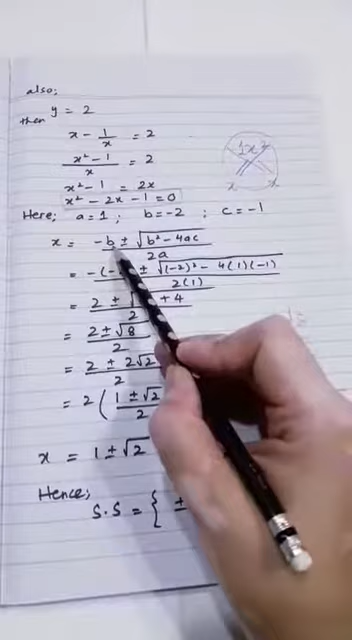 also;
then y = 2
x - 1/x = 2
x² - 1 / x = 2
x² - 1 = 2x
x² - 2x - 1 = 0
Here; a = 1 ; b = -2 ; c = -1
x = -b ± √(b² - 4ac) / 2a
= -(- ± √((-2)² - 4(1)(-1)) / 2(1)
= 2 ± √ + 4 / 2
= 2 ± √8 / 2
= 2 ± 2√2 / 2
= 2 ( 1 ± √2 / 2
x = 1 ± √2
Hence;
S.S = { ±